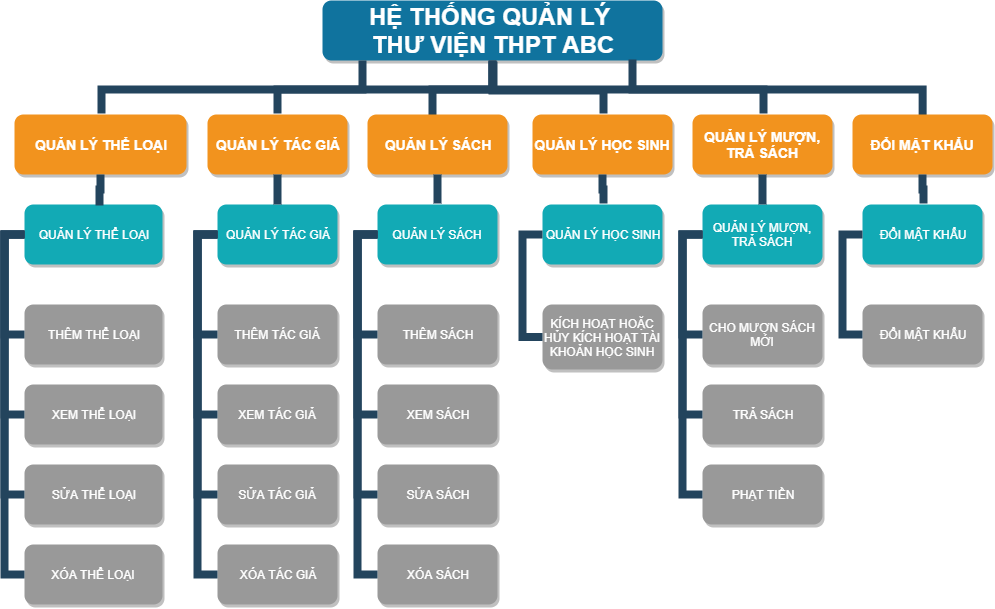 HỆ THỐNG QUẢN LÝ
THƯ VIỆN THPT ABC
QUẢN LÝ THỂ LOẠI
QUẢN LÝ TÁC GIẢ
QUẢN LÝ SÁCH
QUẢN LÝ HỌC SINH
QUẢN LÝ MƯỢN,
TRẢ SÁCH
ĐỔI MẬT KHẨU
QUẢN LÝ THỂ LOẠI
QUẢN LÝ TÁC GIẢ
QUẢN LÝ SÁCH
QUẢN LÝ HỌC SINH
QUẢN LÝ MƯỢN,
TRẢ SÁCH
ĐỔI MẬT KHẨU
THÊM THỂ LOẠI
THÊM TÁC GIẢ
THÊM SÁCH
KÍCH HOẠT HOẶC
HỦY KÍCH HOẠT TÀI
KHOẢN HỌC SINH
CHO MƯỢN SÁCH
MỚI
ĐỔI MẬT KHẨU
XEM THỂ LOẠI
XEM TÁC GIẢ
XEM SÁCH
TRẢ SÁCH
SỬA THỂ LOẠI
SỬA TÁC GIẢ
SỬA SÁCH
PHẠT TIỀN
XÓA THỂ LOẠI
XÓA TÁC GIẢ
XÓA SÁCH